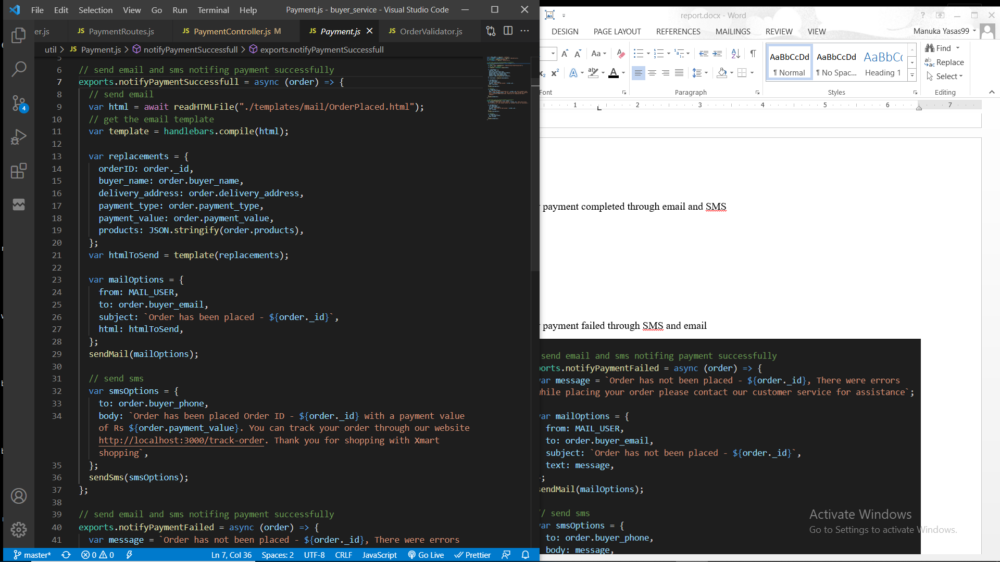 File Edit Selection View Go Run Terminal Help Payment.js - buyer_service - Visual Studio Code
er.js JS PaymentRoutes.js JS PaymentController.js M JS Payment.js JS OrderValidator.js
util > JS Payment.js > notifyPaymentSuccessfull > exports.notifyPaymentSuccessfull
5
6 // send email and sms notifing payment successfully
7 exports.notifyPaymentSuccessfull = async (order) => {
8 // send email
9 var html = await readHTMLFile("./templates/mail/OrderPlaced.html");
10 // get the email template
11 var template = handlebars.compile(html);
12
13 var replacements = {
14 orderID: order._id,
15 buyer_name: order.buyer_name,
16 delivery_address: order.delivery_address,
17 payment_type: order.payment_type,
18 payment_value: order.payment_value,
19 products: JSON.stringify(order.products),
20 };
21 var htmlToSend = template(replacements);
22
23 var mailOptions = {
24 from: MAIL_USER,
25 to: order.buyer_email,
26 subject: `Order has been placed - ${order._id}`,
27 html: htmlToSend,
28 };
29 sendMail(mailOptions);
30
31 // send sms
32 var smsOptions = {
33 to: order.buyer_phone,
34 body: `Order has been placed Order ID - ${order._id} with a payment value
of Rs ${order.payment_value}. You can track your order through our website
http://localhost:3000/track-order. Thank you for shopping with Xmart
shopping`,
35 };
36 sendSms(smsOptions);
37 };
38
39 // send email and sms notifing payment successfully
40 exports.notifyPaymentFailed = async (order) => {
41 var message = `Order has not been placed - ${order._id}, There were errors
4
master* 0 0 Ln 7, Col 36 Spaces: 2 UTF-8 CRLF JavaScript Go Live Prettier
report.docx - Word
DESIGN PAGE LAYOUT REFERENCES MAILINGS REVIEW VIEW Manuka Yasas99
Aa
AaBbCcDd AaBbCcDd AaBbCc
¶ Normal ¶ No Spac... Heading 1
Find
Replace
Select
Font Paragraph Styles Editing
1 2 3 4 5 6 7
payment completed through email and SMS
payment failed through SMS and email
send email and sms notifing payment successfully
orts.notifyPaymentFailed = async (order) => {
var message = `Order has not been placed - ${order._id}, There were errors
while placing your order please contact our customer service for assistance`;
var mailOptions = {
from: MAIL_USER,
to: order.buyer_email,
subject: `Order has not been placed - ${order._id}`,
text: message,
};
sendMail(mailOptions);
// send sms
var smsOptions = {
to: order.buyer_phone,
body: message,
Activate Windows
Go to Settings to activate Windows.